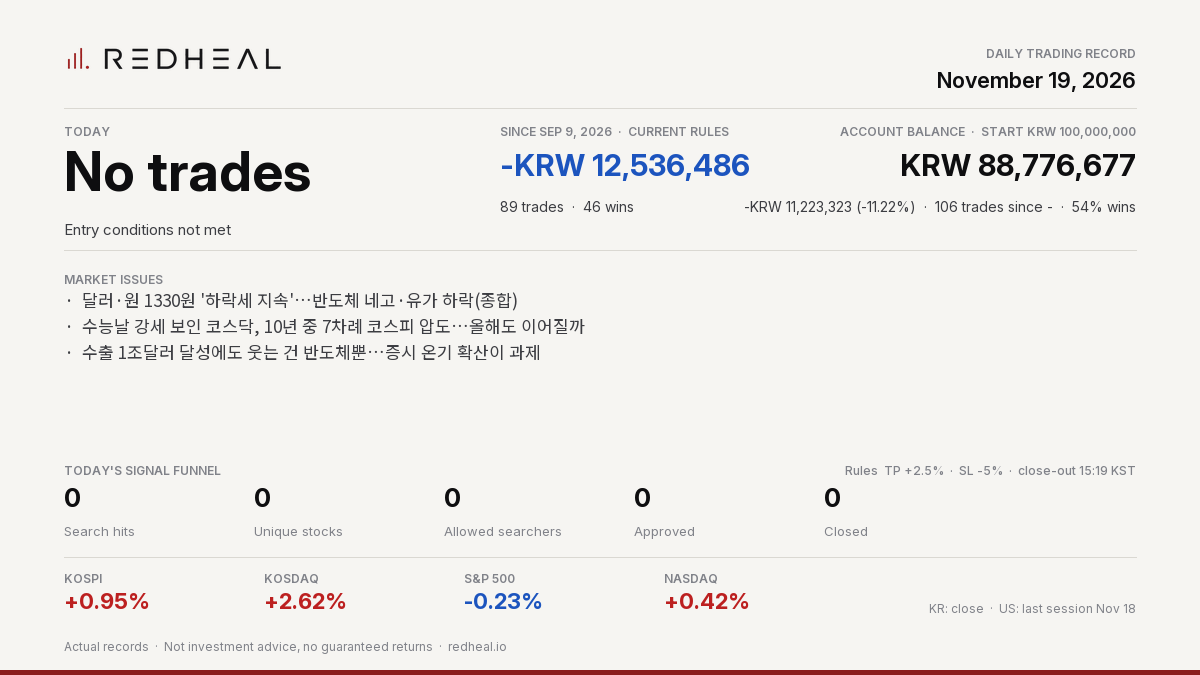 REDHEAL
DAILY TRADING RECORD
November 19, 2026
TODAY
No trades
Entry conditions not met
SINCE SEP 9, 2026 · CURRENT RULES
-KRW 12,536,486
89 trades · 46 wins
ACCOUNT BALANCE · START KRW 100,000,000
KRW 88,776,677
-KRW 11,223,323 (-11.22%) · 106 trades since - · 54% wins
MARKET ISSUES
· 달러·원 1330원 '하락세 지속'…반도체 네고·유가 하락(종합)
· 수능날 강세 보인 코스닥, 10년 중 7차례 코스피 압도…올해도 이어질까
· 수출 1조달러 달성에도 웃는 건 반도체뿐…증시 온기 확산이 과제
TODAY'S SIGNAL FUNNEL
Rules TP +2.5% · SL -5% · close-out 15:19 KST
0 0 0 0 0
Search hits Unique stocks Allowed searchers Approved Closed
KOSPI KOSDAQ S&P 500 NASDAQ
+0.95% +2.62% -0.23% +0.42%
KR: close · US: last session Nov 18
Actual records · Not investment advice, no guaranteed returns · redheal.io